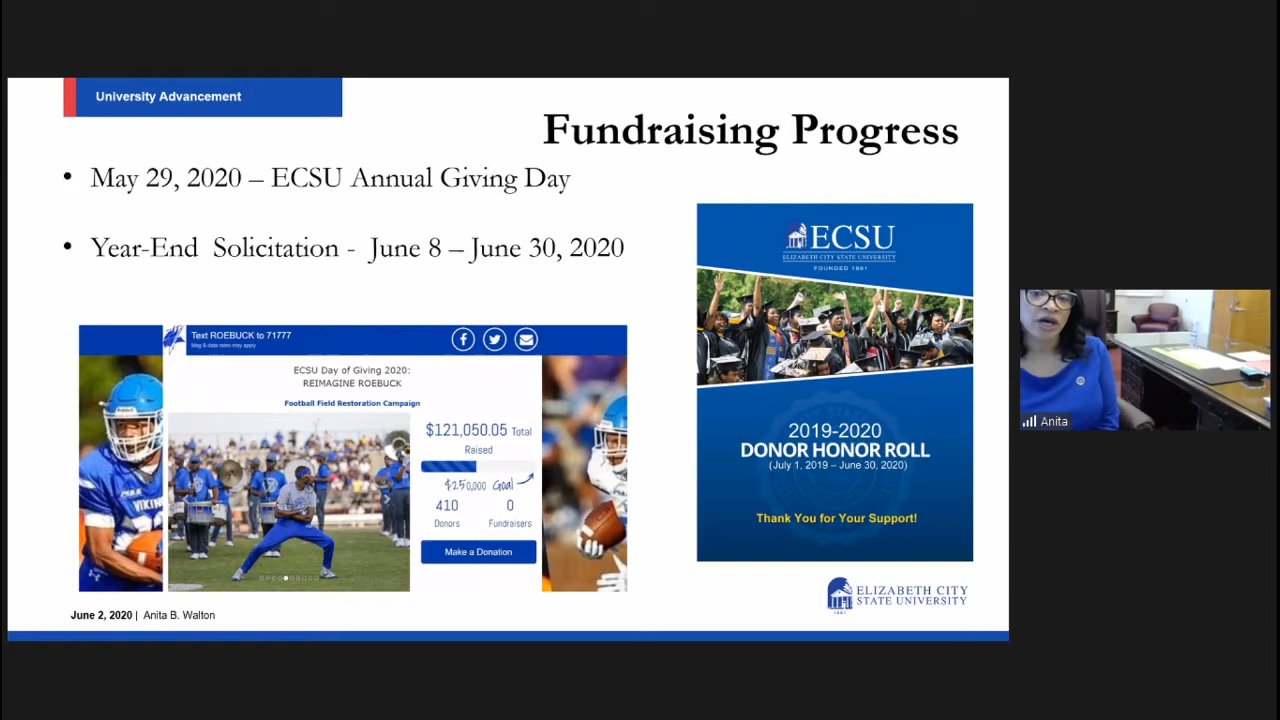 University Advancement
Fundraising Progress
• May 29, 2020 – ECSU Annual Giving Day
• Year-End Solicitation - June 8 – June 30, 2020
Text ROEBUCK to 71777
Msg & data rates may apply
ECSU Day of Giving 2020:
REIMAGINE ROEBUCK
Football Field Restoration Campaign
$121,050.05 Total
Raised
$250,000 Goal
410
0
Donors
Fundraisers
Make a Donation
ECSU
ELIZABETH CITY STATE UNIVERSITY
FOUNDED 1891
2019-2020
DONOR HONOR ROLL
(July 1, 2019 – June 30, 2020)
Thank You for Your Support!
ELIZABETH CITY
STATE UNIVERSITY
1891
June 2, 2020 | Anita B. Walton
Anita